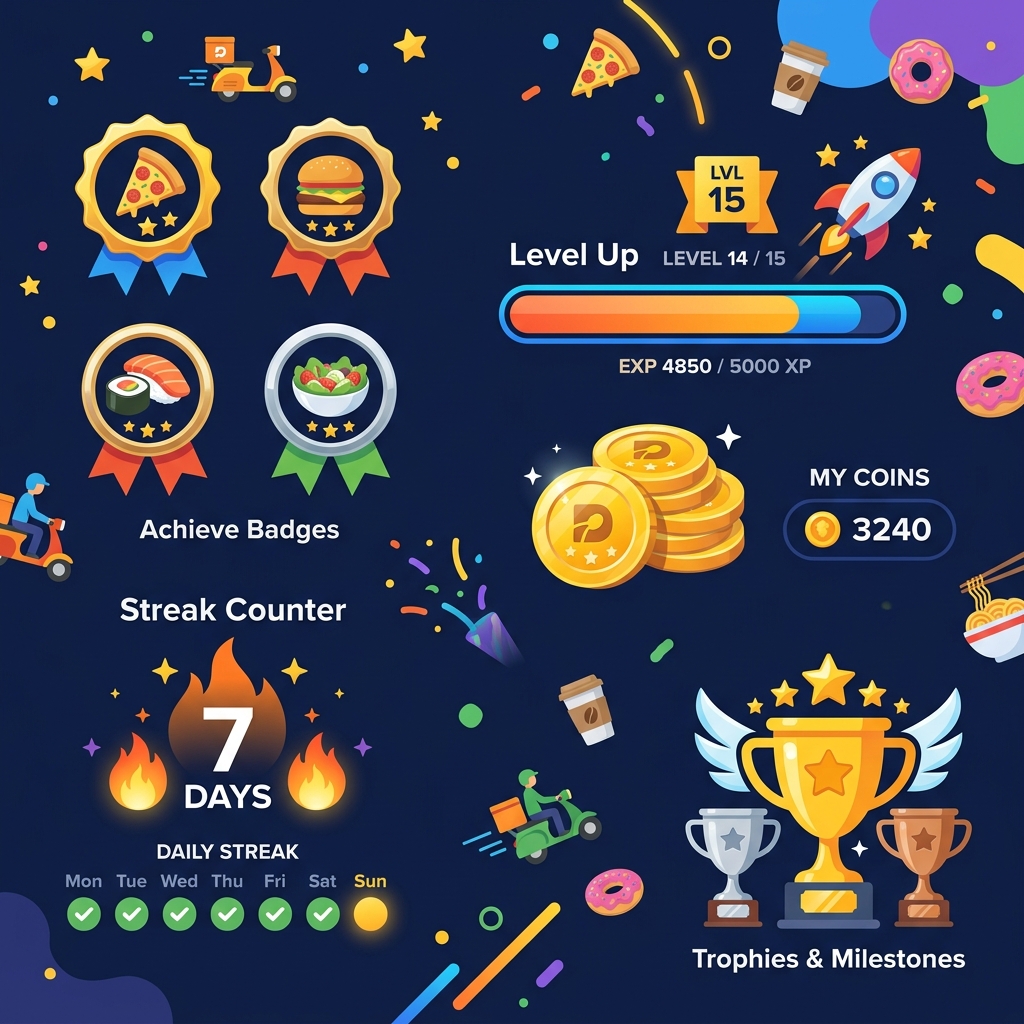 LVL
15
Level Up
LEVEL 14 / 15
EXP 4850 / 5000 XP
MY COINS
3240
Achieve Badges
Streak Counter
7
DAYS
DAILY STREAK
Mon Tue Wed Thu Fri Sat Sun
Trophies & Milestones